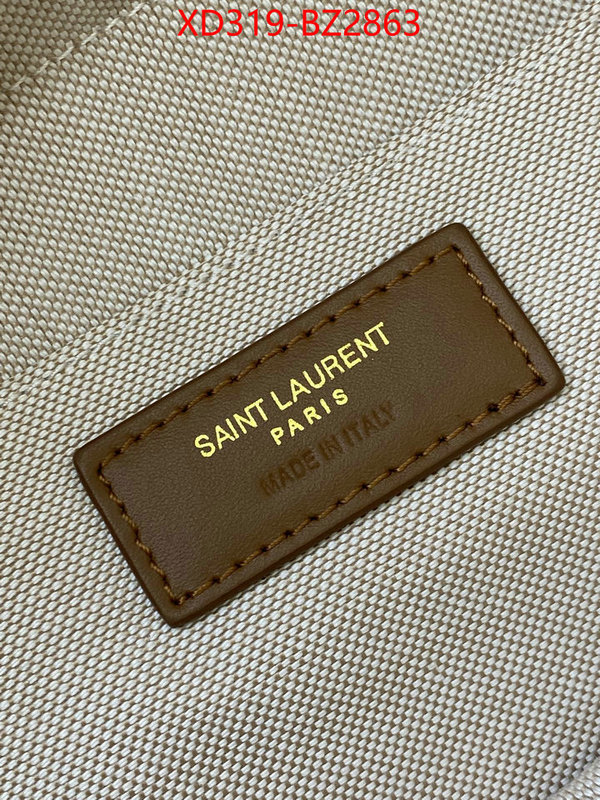 XD319-BZ2863
SAINT LAURENT
PARIS
MADE IN ITALY